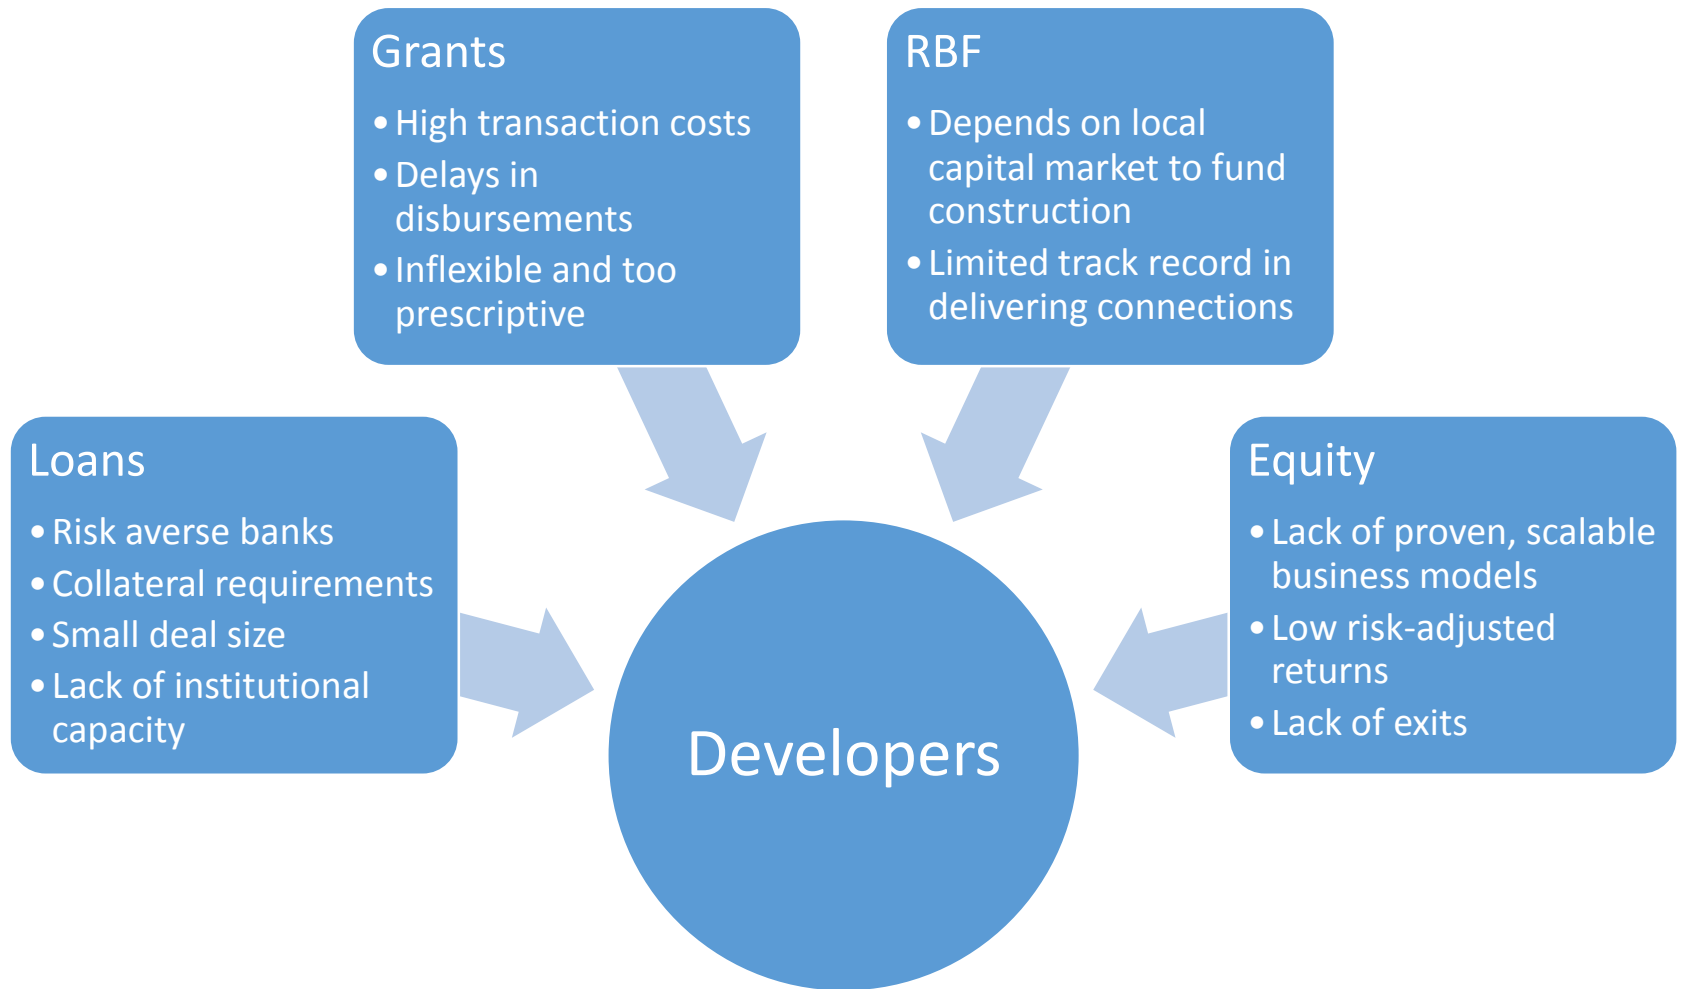 Grants
• High transaction costs
• Delays in
disbursements
• Inflexible and too
prescriptive
RBF
• Depends on local
capital market to fund
construction
• Limited track record in
delivering connections
Loans
• Risk averse banks
• Collateral requirements
• Small deal size
• Lack of institutional
capacity
Equity
• Lack of proven, scalable
business models
• Low risk-adjusted
returns
• Lack of exits
Developers